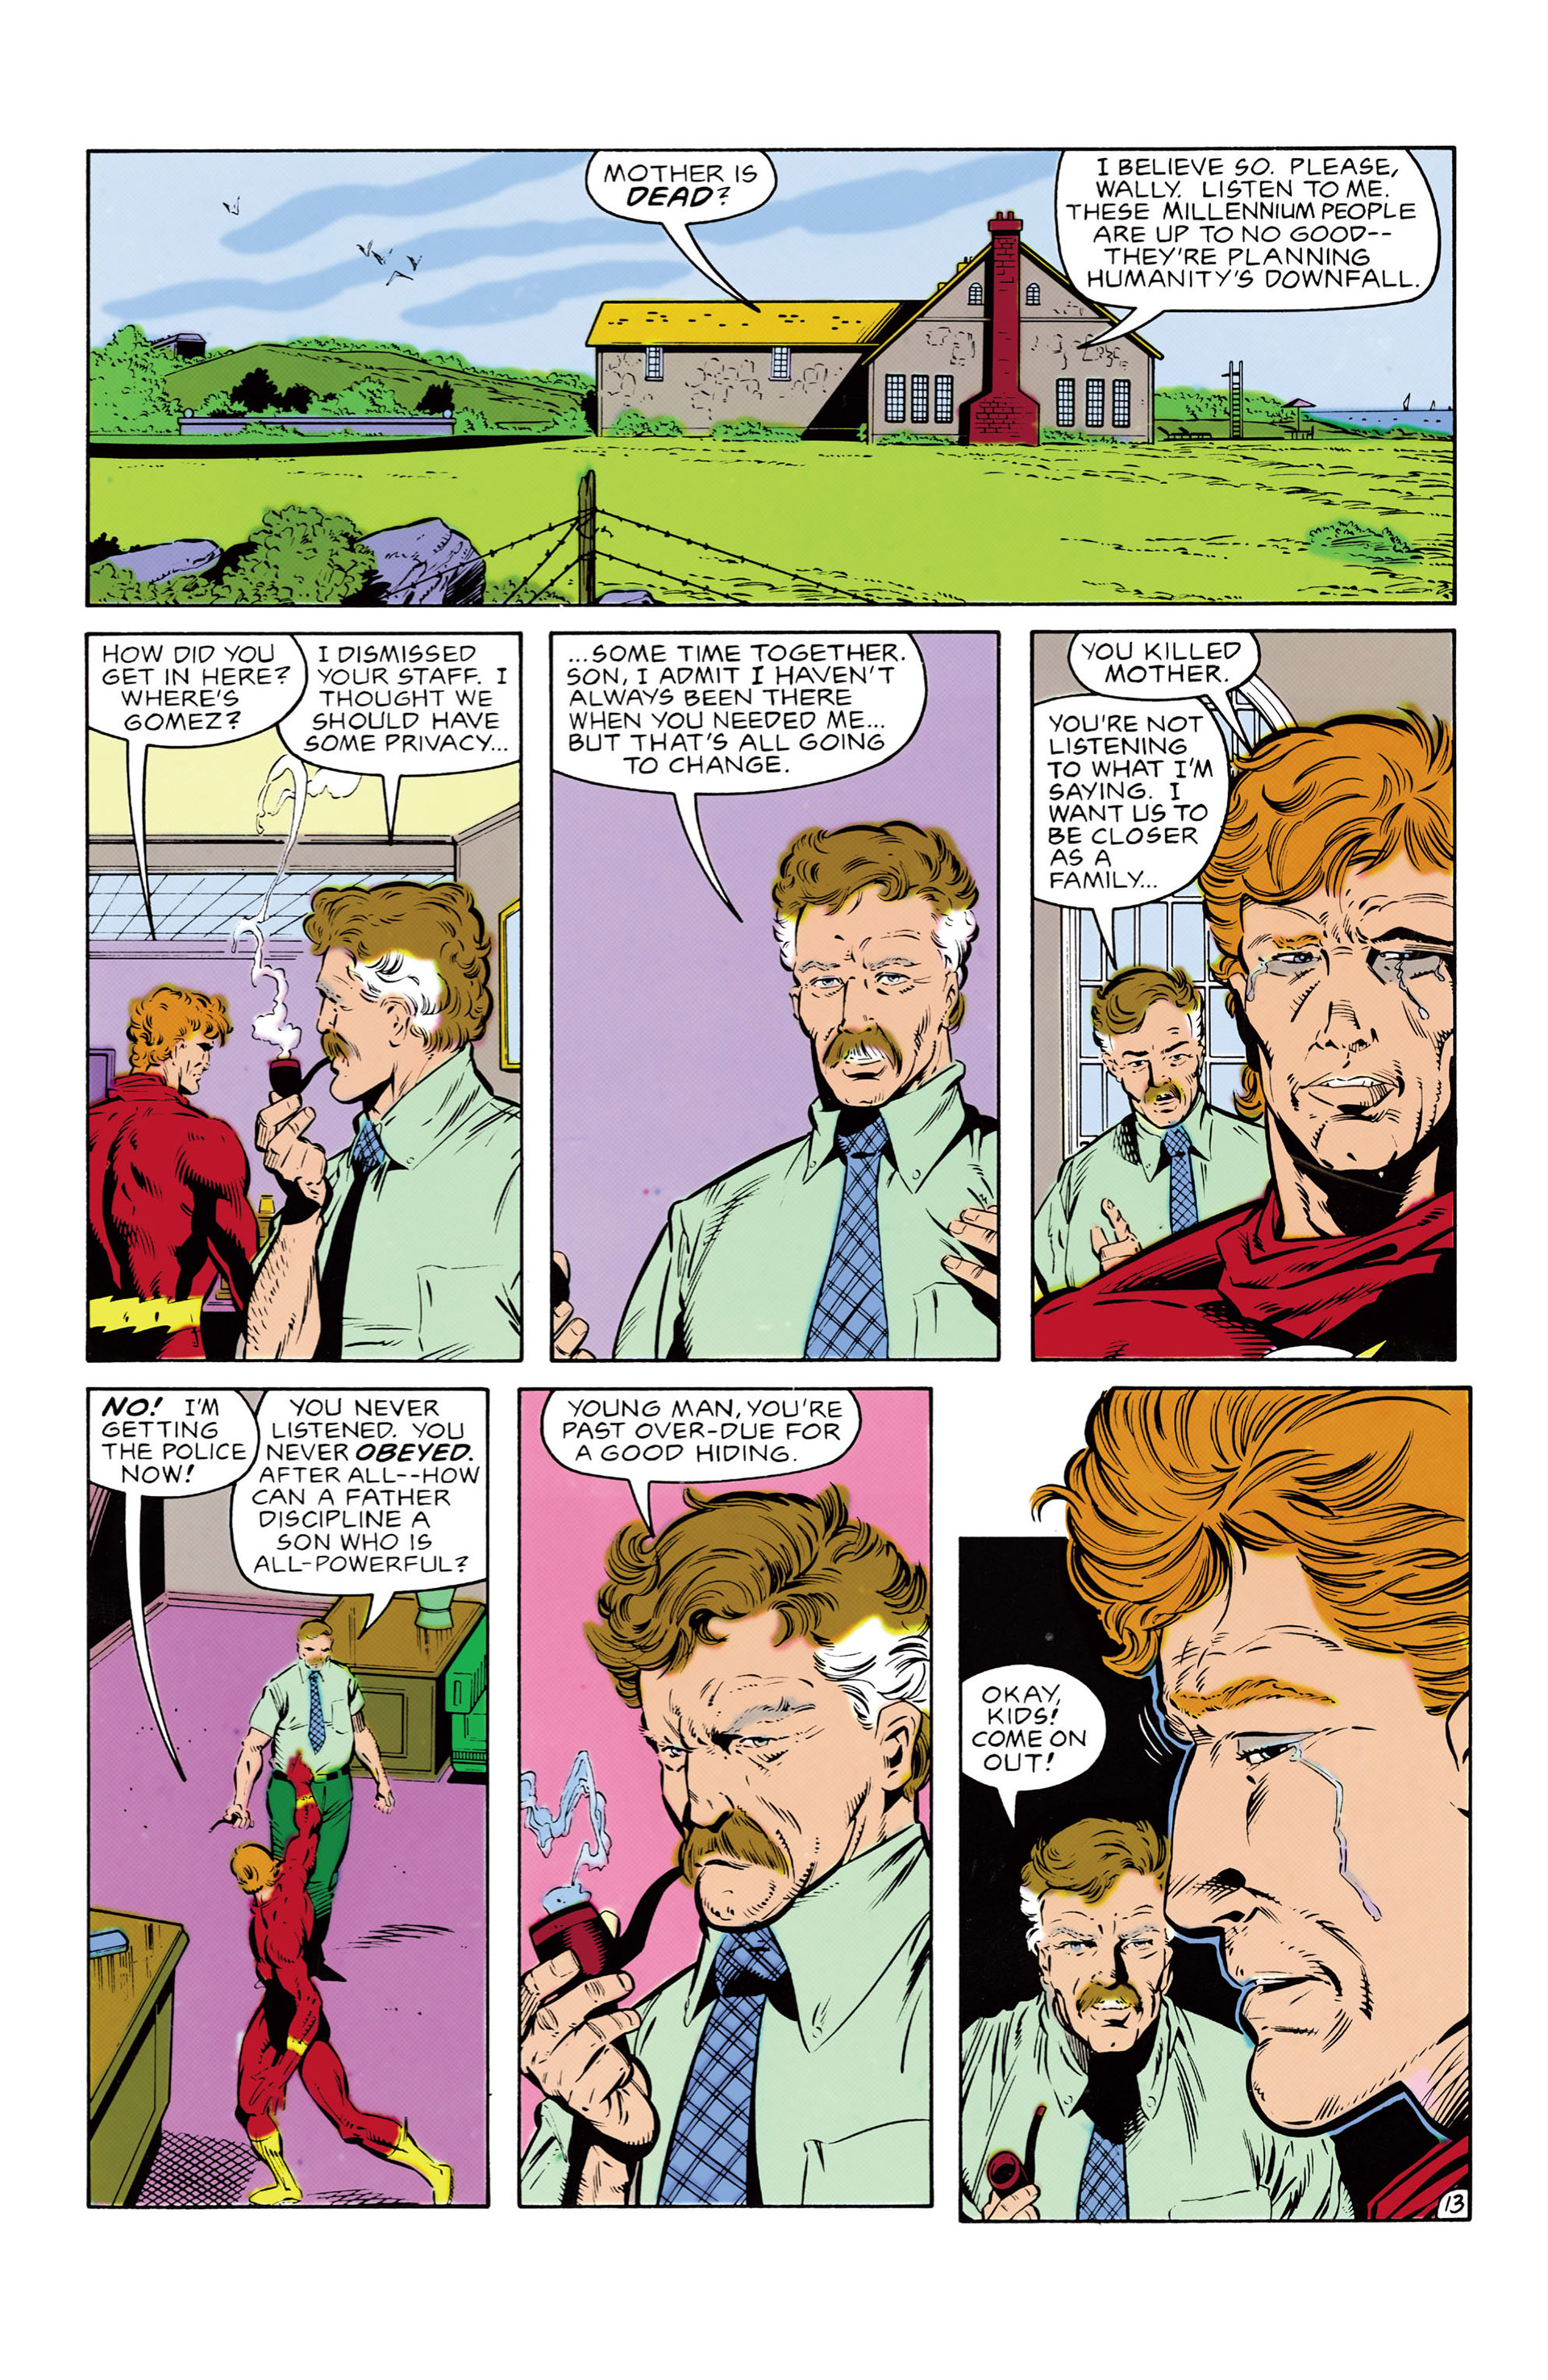 MOTHER IS
DEAD?
I BELIEVE SO. PLEASE,
WALLY. LISTEN TO ME.
THESE MILLENNIUM PEOPLE
ARE UP TO NO GOOD--
THEY'RE PLANNING
HUMANITY'S DOWNFALL.
HOW DID YOU
GET IN HERE?
WHERE'S
GOMEZ?
I DISMISSED
YOUR STAFF. I
THOUGHT WE
SHOULD HAVE
SOME PRIVACY...
...SOME TIME TOGETHER.
SON, I ADMIT I HAVEN'T
ALWAYS BEEN THERE
WHEN YOU NEEDED ME...
BUT THAT'S ALL GOING
TO CHANGE.
YOU KILLED
MOTHER.
YOU'RE NOT
LISTENING
TO WHAT I'M
SAYING. I
WANT US TO
BE CLOSER
AS A
FAMILY...
NO! I'M
GETTING
THE POLICE
NOW!
YOU NEVER
LISTENED. YOU
NEVER OBEYED.
AFTER ALL--HOW
CAN A FATHER
DISCIPLINE A
SON WHO IS
ALL-POWERFUL?
YOUNG MAN, YOU'RE
PAST OVER-DUE FOR
A GOOD HIDING.
OKAY,
KIDS!
COME ON
OUT!
13